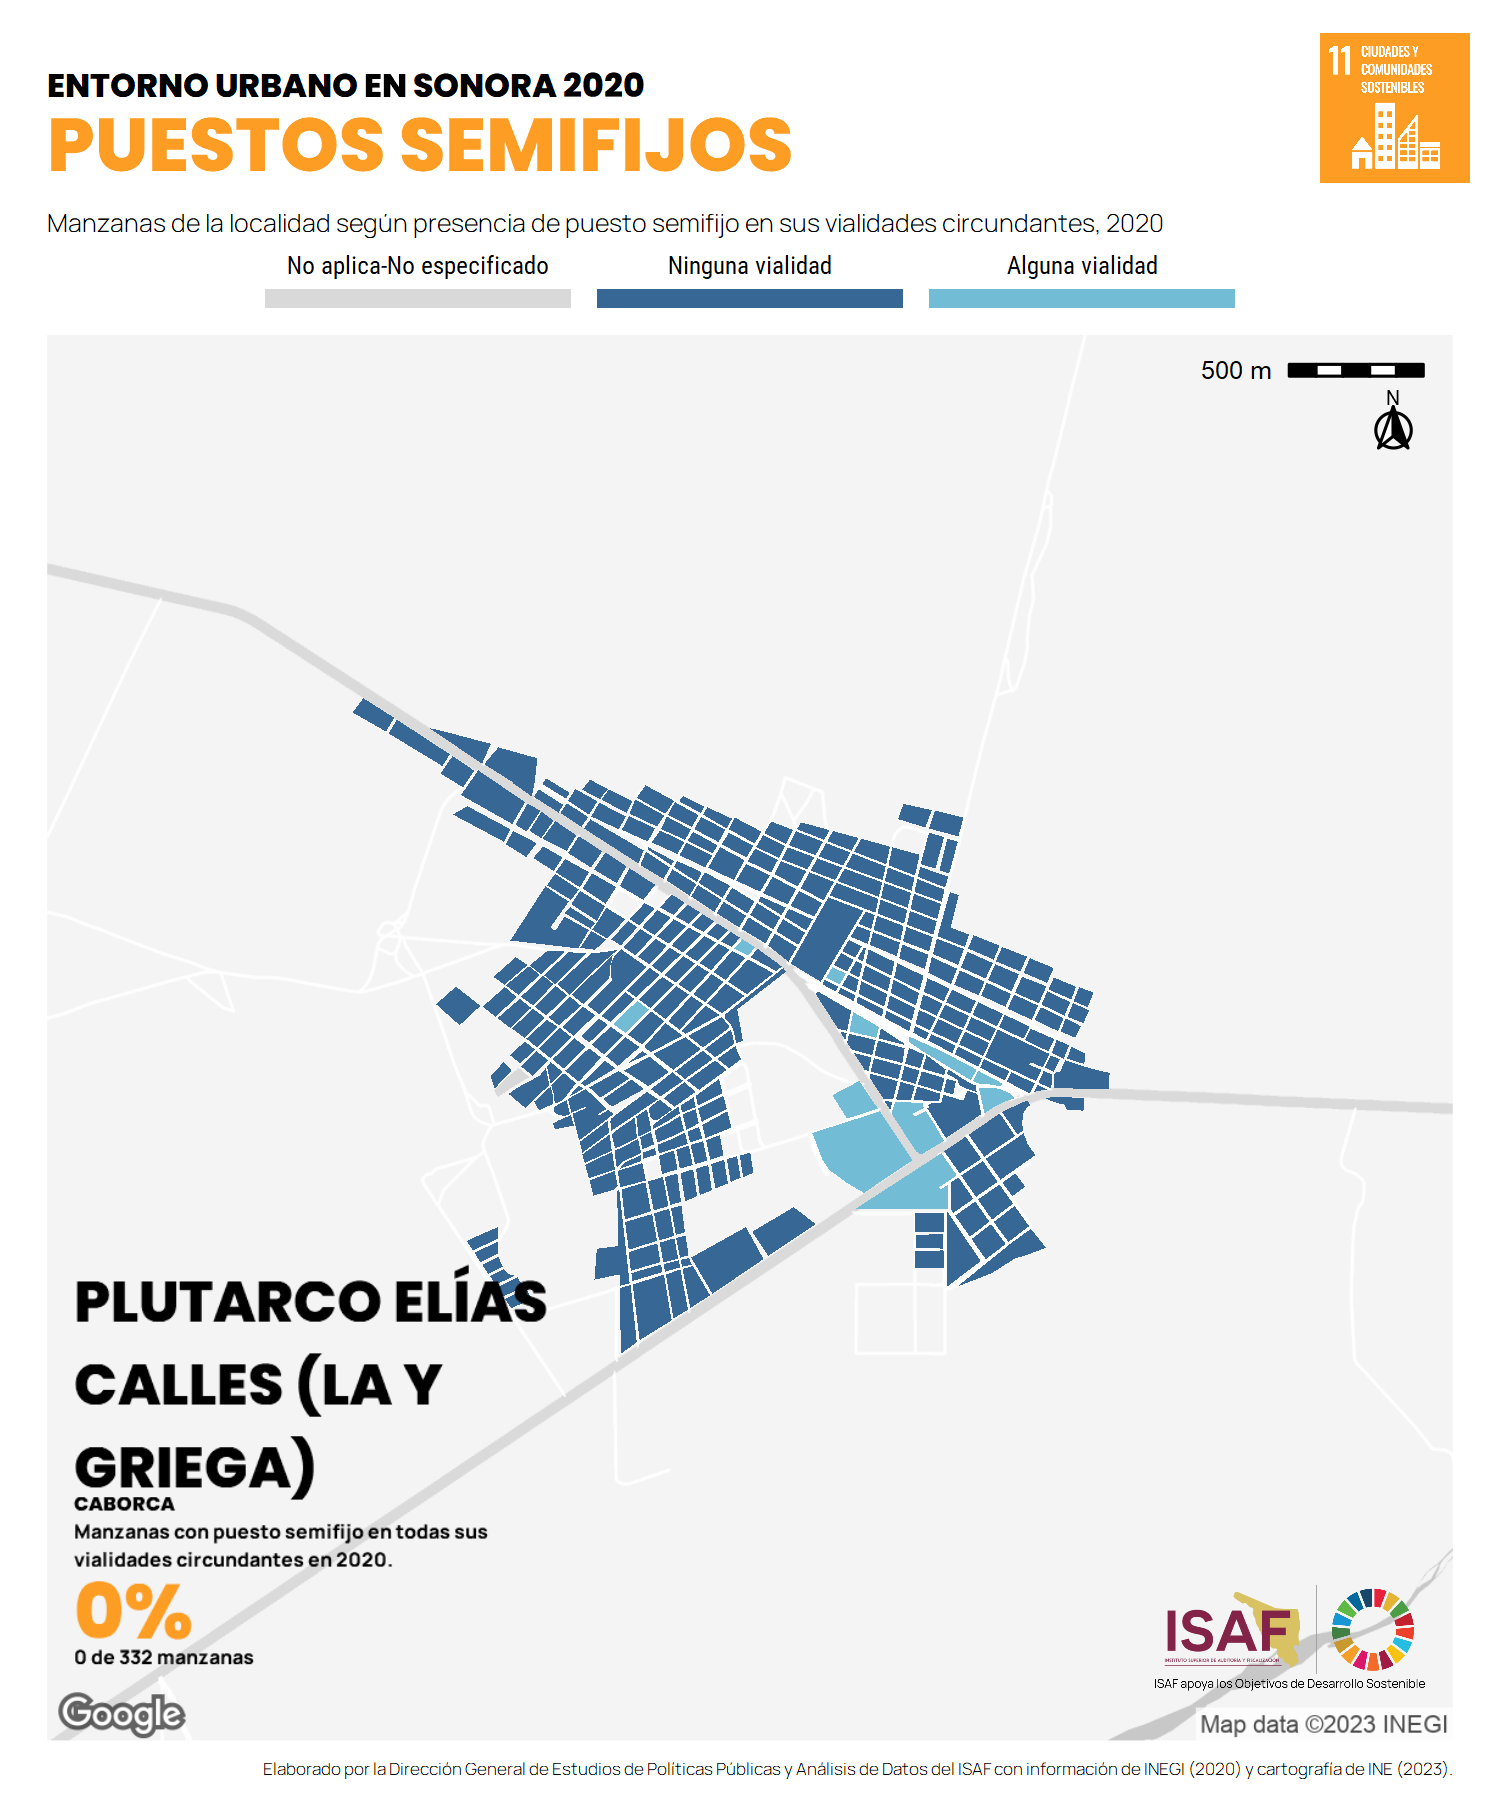 ENTORNO URBANO EN SONORA 2020
PUESTOS SEMIFIJOS
11 CIUDADES Y
COMUNIDADES
SOSTENIBLES
Manzanas de la localidad según presencia de puesto semifijo en sus vialidades circundantes, 2020
No aplica-No especificado
Ninguna vialidad
Alguna vialidad
500 m
N
PLUTARCO ELÍAS
CALLES (LA Y
GRIEGA)
CABORCA
Manzanas con puesto semifijo en todas sus
vialidades circundantes en 2020.
0%
0 de 332 manzanas
ISAF
INSTITUTO SUPERIOR DE AUDITORÍA Y FISCALIZACIÓN
ISAF apoya los Objetivos de Desarrollo Sostenible
Google
Map data ©2023 INEGI
Elaborado por la Dirección General de Estudios de Políticas Públicas y Análisis de Datos del ISAF con información de INEGI (2020) y cartografía de INE (2023).